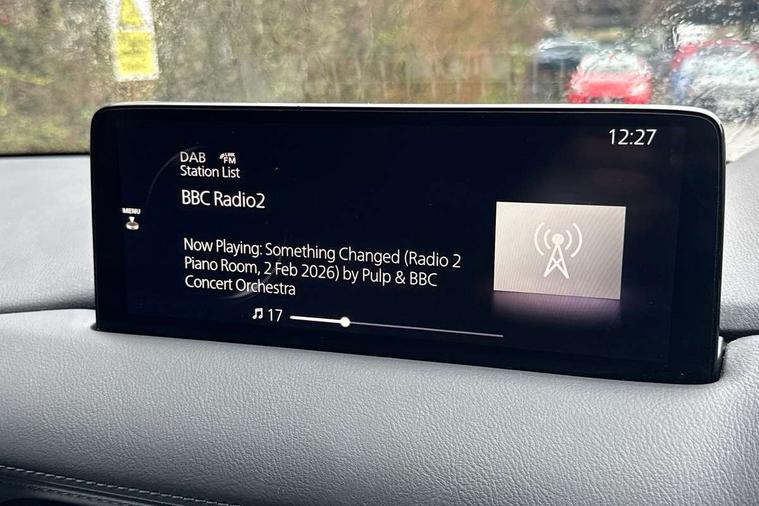 12:27
DAB LINK FM
Station List
BBC Radio2
MENU
Now Playing: Something Changed (Radio 2
Piano Room, 2 Feb 2026) by Pulp & BBC
Concert Orchestra
17